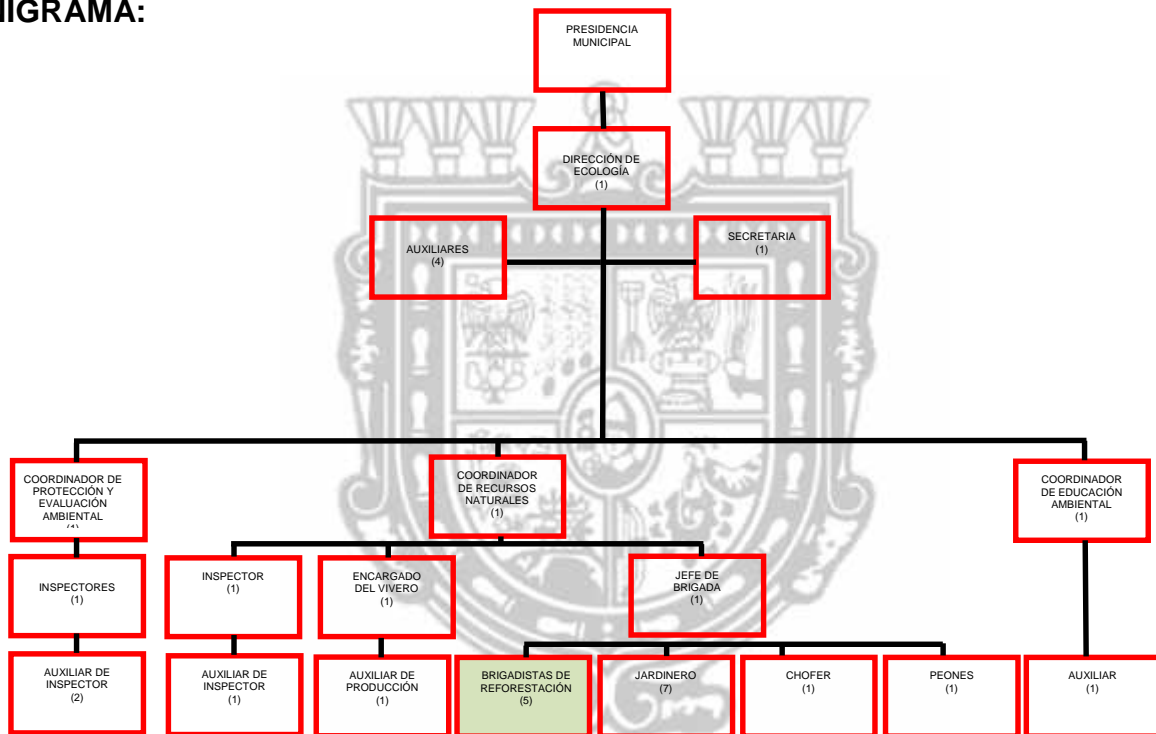 NIGRAMA:
PRESIDENCIA
MUNICIPAL
DIRECCIÓN DE
ECOLOGÍA
(1)
AUXILIARES
(4)
SECRETARIA
(1)
COORDINADOR DE
PROTECCIÓN Y
EVALUACIÓN
AMBIENTAL
(1)
COORDINADOR
DE RECURSOS
NATURALES
(1)
COORDINADOR
DE EDUCACIÓN
AMBIENTAL
(1)
INSPECTORES
(1)
INSPECTOR
(1)
ENCARGADO
DEL VIVERO
(1)
JEFE DE
BRIGADA
(1)
AUXILIAR DE
INSPECTOR
(2)
AUXILIAR DE
INSPECTOR
(1)
AUXILIAR DE
PRODUCCIÓN
(1)
BRIGADISTAS DE
REFORESTACIÓN
(5)
JARDINERO
(7)
CHOFER
(1)
PEONES
(1)
AUXILIAR
(1)